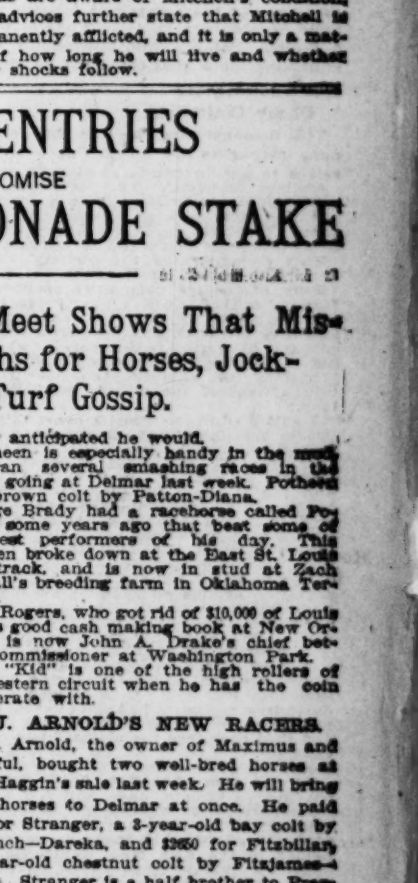 advices further state that Mitchell is
anently afflicted, and it is only a mat-
f how long he will live and whether
shocks follow.
ENTRIES
OMISE
ONADE STAKE
Meet Shows That Mis-
hs for Horses, Jock-
Turf Gossip.
anticipated he would.
een is especially handy in the mud,
an several smashing races in the
going at Delmar last week. Potheen
rown colt by Patton-Diana.
e Brady had a racehorse called Po-
some years ago that beat some of
est performers of his day. This
en broke down at the East St. Louis
track, and is now in stud at Zach
ll's breeding farm in Oklahoma Ter-
Rogers, who got rid of $10,000 of Louis
s good cash making book at New Or-
is now John A. Drake's chief bet-
ommissioner at Washington Park.
"Kid" is one of the high rollers of
estern circuit when he has the coin
erate with.
J. ARNOLD'S NEW RACERS.
Arnold, the owner of Maximus and
ful, bought two well-bred horses at
Haggin's sale last week. He will bring
horses to Delmar at once. He paid
or Stranger, a 3-year-old bay colt by
nch—Dareka, and $2650 for Fitzbillar,
ar-old chestnut colt by Fitzjames—
Stranger is a half brother to